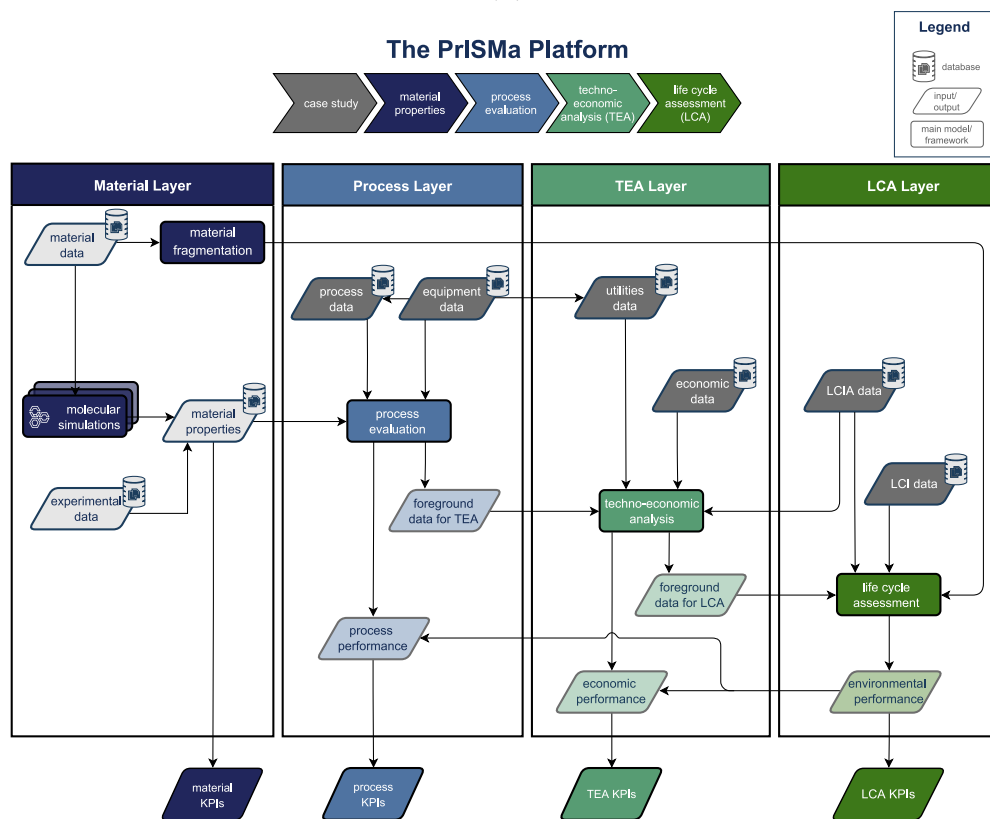 The PrISMa Platform
case study
material
properties
process
evaluation
techno-
economic
analysis (TEA)
life cycle
assessment
(LCA)
Legend
database
input/
output
main model/
framework
Material Layer
Process Layer
TEA Layer
LCA Layer
material
data
material
fragmentation
process
data
equipment
data
utilities
data
economic
data
LCIA data
molecular
simulations
material
properties
process
evaluation
LCI data
experimental
data
foreground
data for TEA
techno-economic
analysis
foreground
data for LCA
life cycle
assessment
process
performance
economic
performance
environmental
performance
material
KPIs
process
KPIs
TEA KPIs
LCA KPIs